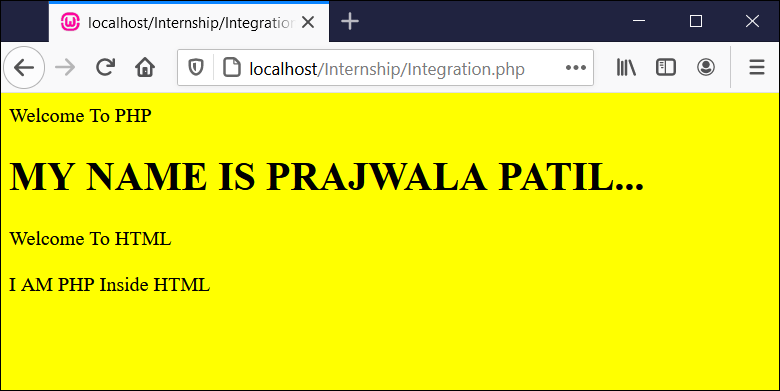 localhost/Internship/Integration
localhost/Internship/Integration.php
Welcome To PHP
MY NAME IS PRAJWALA PATIL...
Welcome To HTML
I AM PHP Inside HTML